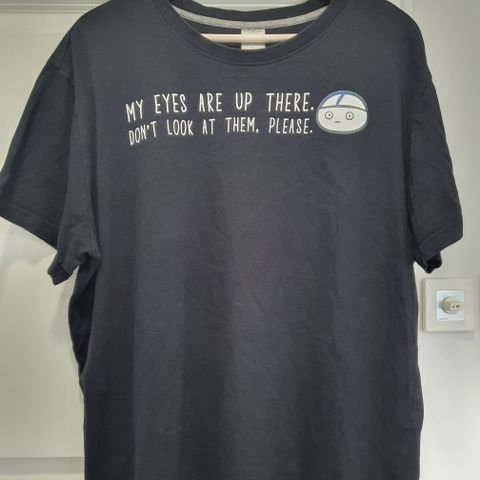 MY EYES ARE UP THERE.
DON'T LOOK AT THEM, PLEASE.